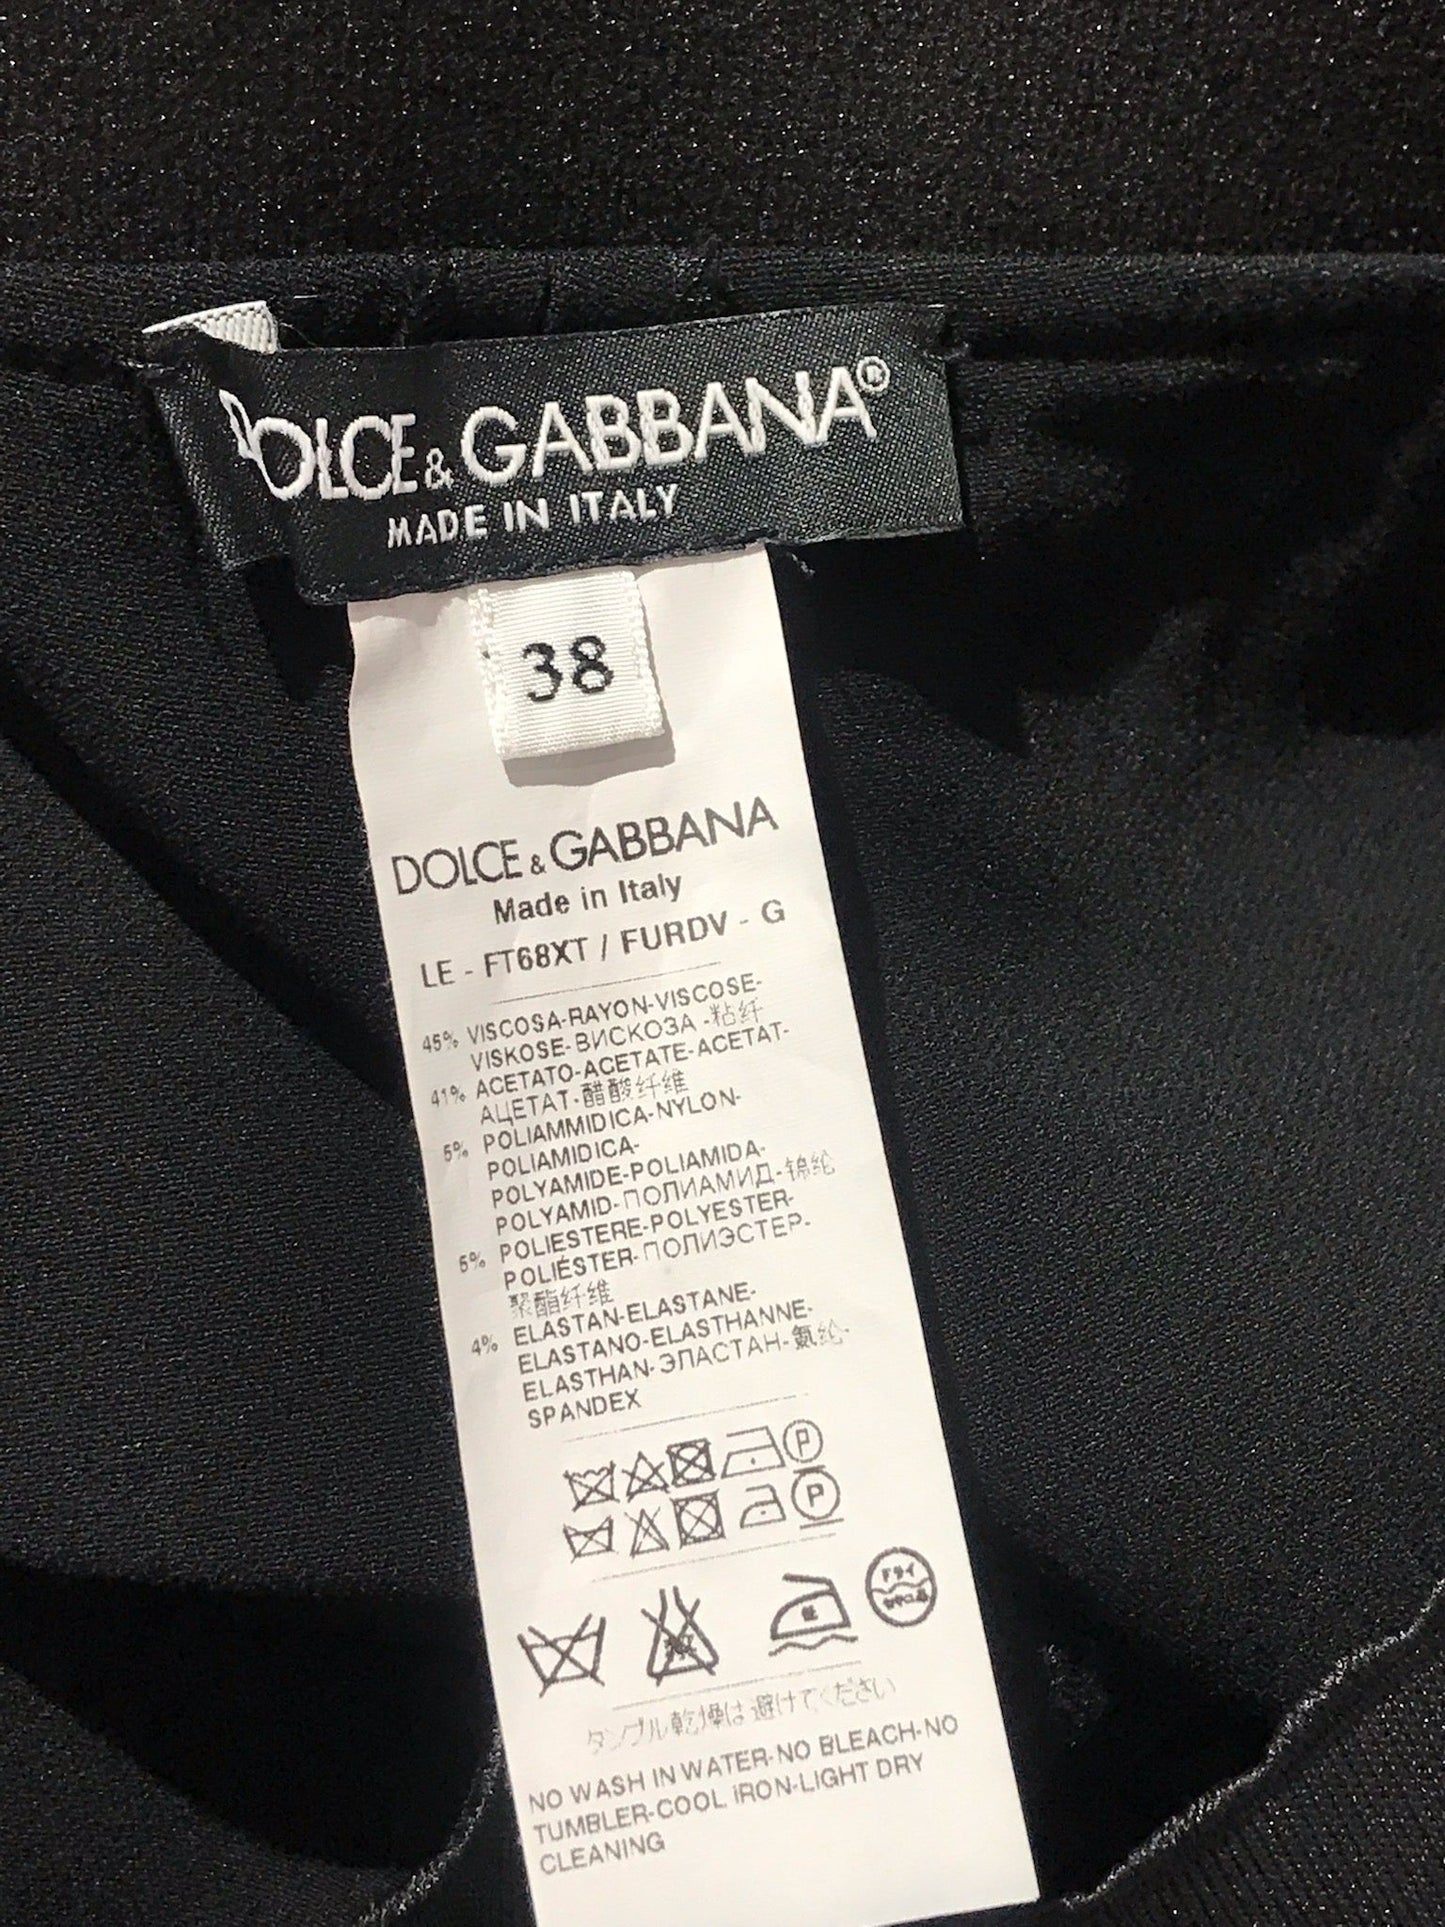 DOLCE & GABBANA®
MADE IN ITALY
38
DOLCE & GABBANA
Made in Italy
LE - FT68XT / FURDV - G
45% VISCOSA-RAYON-VISCOSE-
VISKOSE-ВИСКОЗА-粘纤
41% ACETATO-ACETATE-ACETAT-
АЦЕТАТ-醋酸纤维
5% POLIAMMIDICA-NYLON-
POLIAMIDICA-
POLYAMIDE-POLIAMIDA-
POLYAMID-ПОЛИАМИД-锦纶
5% POLIESTERE-POLYESTER-
POLIÉSTER-ПОЛИЭСТЕР-
聚酯纤维
4% ELASTAN-ELASTANE-
ELASTANO-ELASTHANNE-
ELASTHAN-ЭЛАСТАН-氨纶-
SPANDEX
P
P
ドライ
タンブル乾燥は避けてください
NO WASH IN WATER-NO BLEACH-NO
TUMBLER-COOL IRON-LIGHT DRY
CLEANING